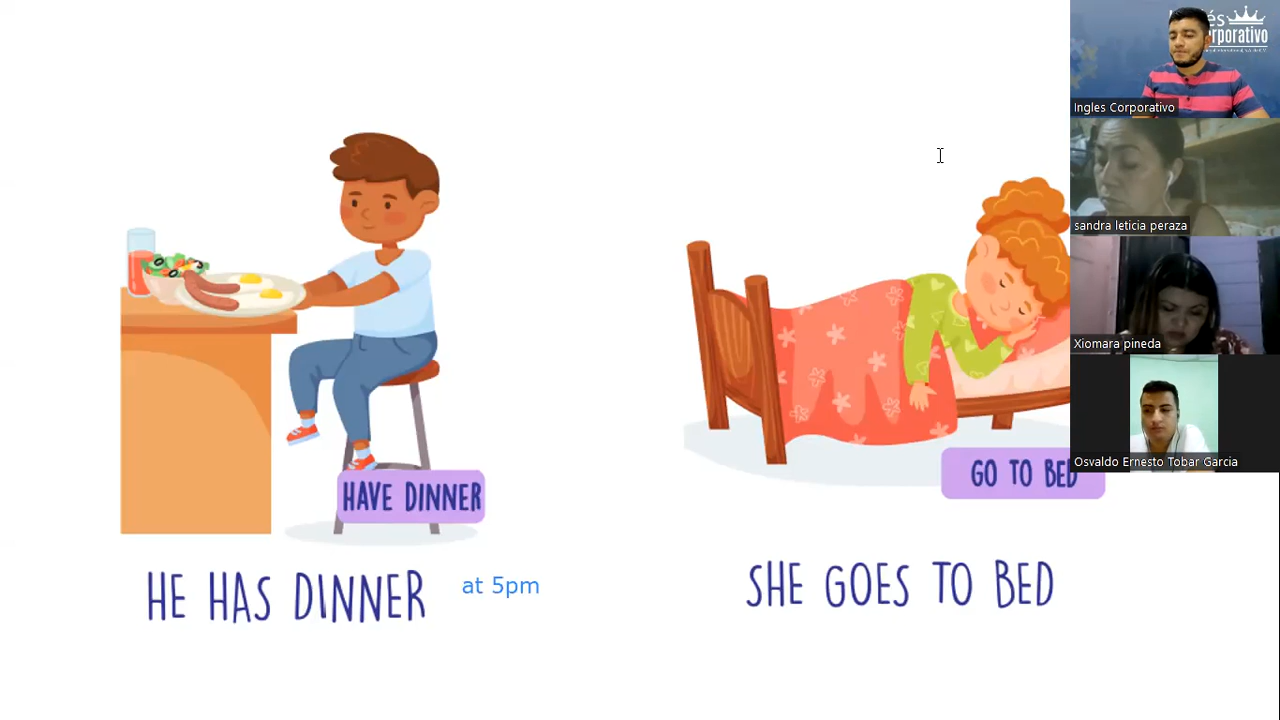 HAVE DINNER
HE HAS DINNER at 5pm
GO TO BED
SHE GOES TO BED
Ingles Corporativo
sandra leticia peraza
Xiomara pineda
Osvaldo Ernesto Tobar Garcia